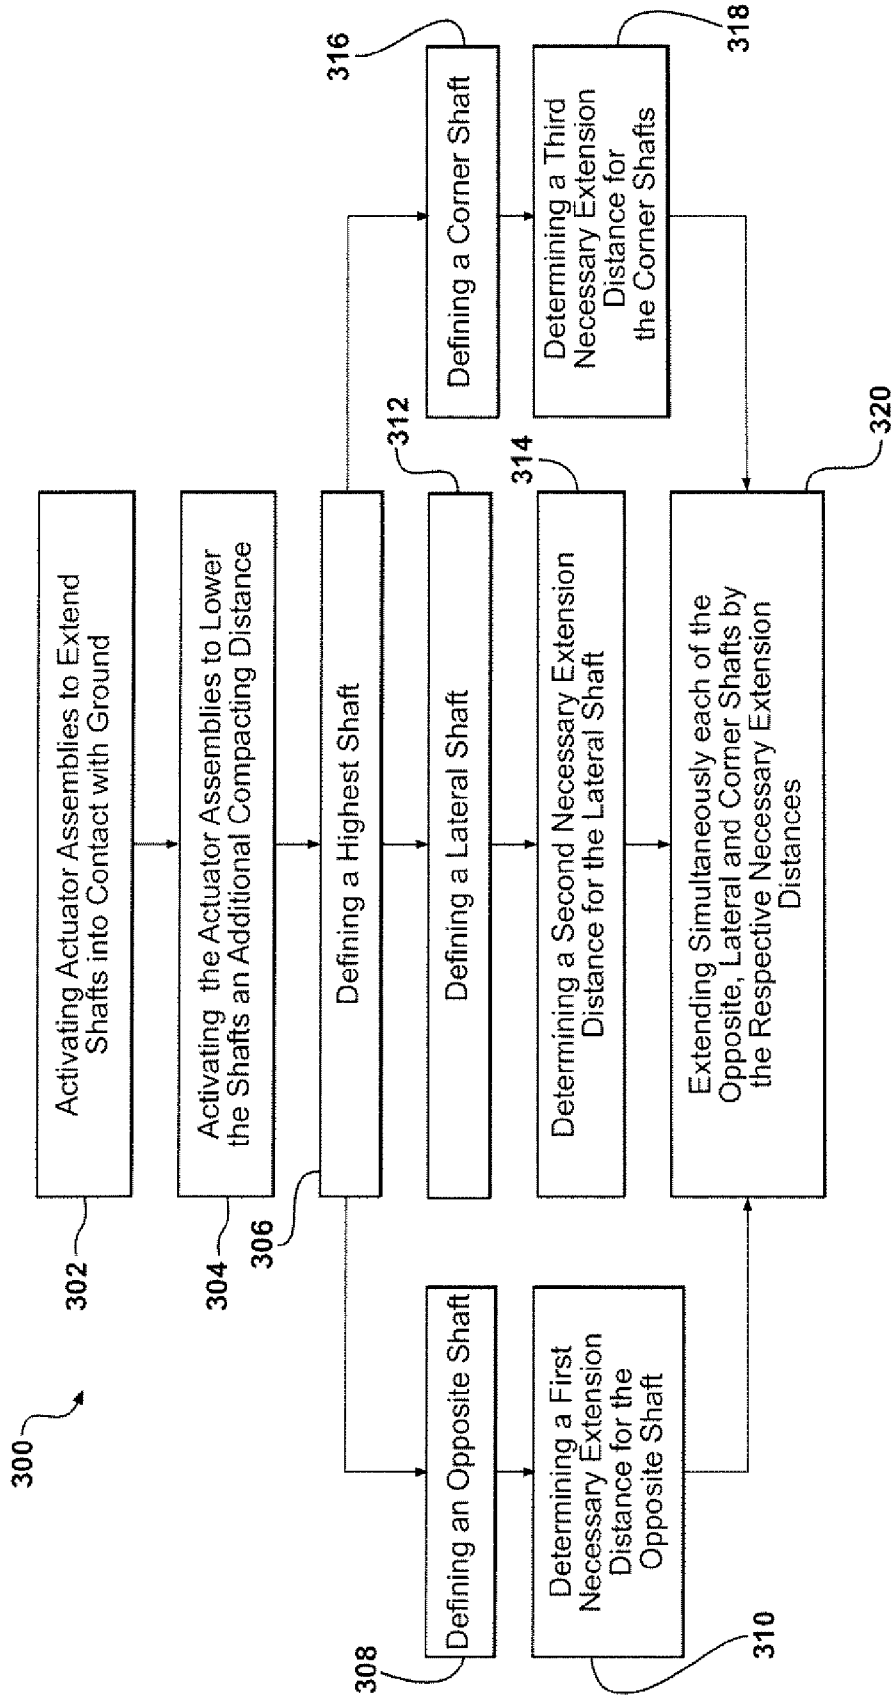 300
302
Activating Actuator Assemblies to Extend
Shafts into Contact with Ground
304
Activating the Actuator Assemblies to Lower
the Shafts an Additional Compacting Distance
306
Defining a Highest Shaft
308
Defining an Opposite Shaft
310
Determining a First
Necessary Extension
Distance for the
Opposite Shaft
312
Defining a Lateral Shaft
314
Determining a Second Necessary Extension
Distance for the Lateral Shaft
316
Defining a Corner Shaft
318
Determining a Third
Necessary Extension
Distance for
the Corner Shafts
320
Extending Simultaneously each of the
Opposite, Lateral and Corner Shafts by
the Respective Necessary Extension
Distances